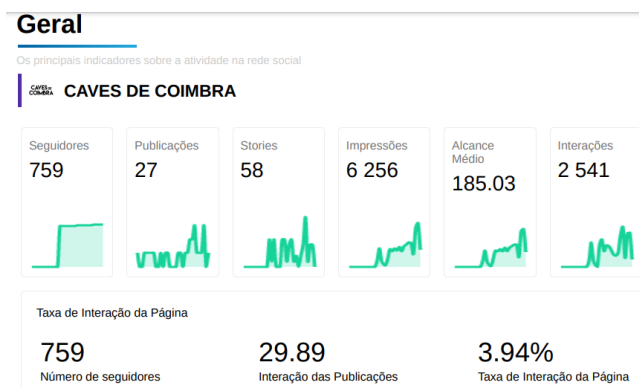 Geral
Os principais indicadores sobre a atividade na rede social
CAVES DE
COIMBRA
CAVES DE COIMBRA
Seguidores
759
Publicações
27
Stories
58
Impressões
6 256
Alcance
Médio
185.03
Interações
2 541
Taxa de Interação da Página
759
Número de seguidores
29.89
Interação das Publicações
3.94%
Taxa de Interação da Página